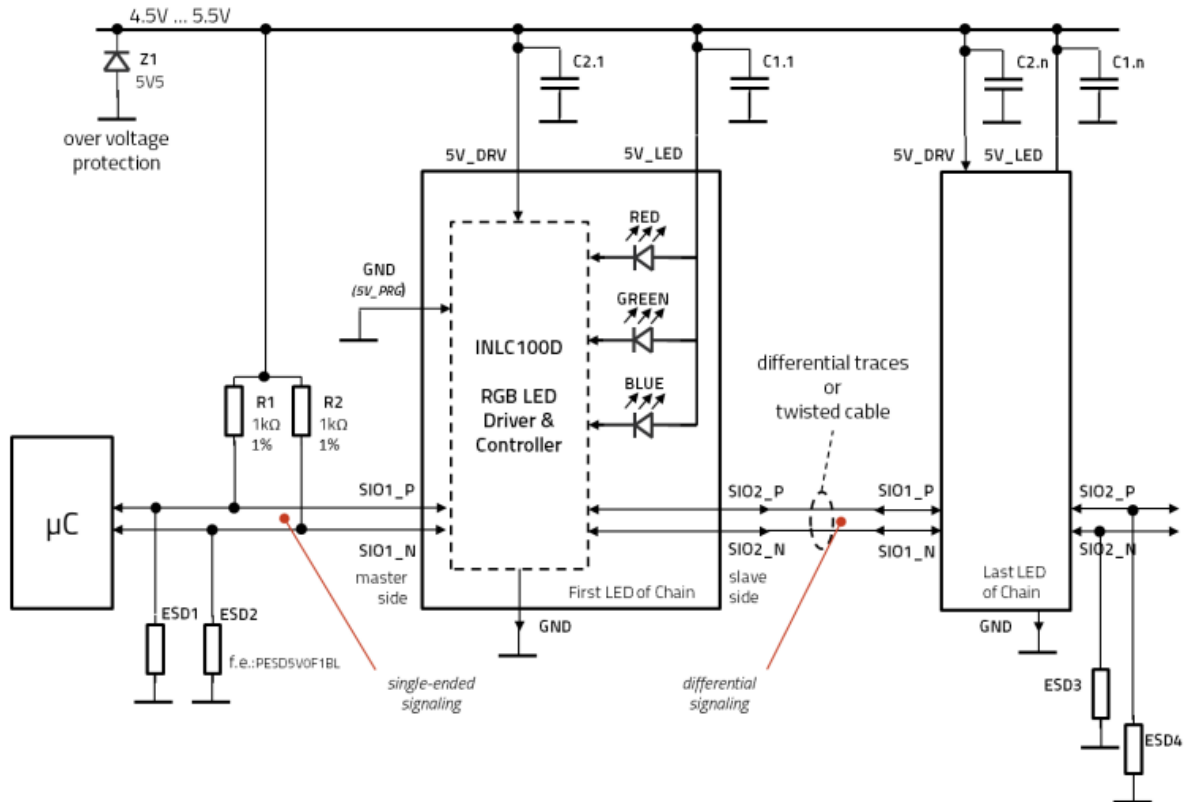 4.5V ... 5.5V
Z1
5V5
over voltage
protection
C2.1
C1.1
C2.n
C1.n
5V_DRV
5V_LED
5V_DRV
5V_LED
RED
GREEN
BLUE
GND
(5V_PRG)
INLC100D
RGB LED
Driver &
Controller
differential traces
or
twisted cable
R1
1kΩ
1%
R2
1kΩ
1%
µC
SIO1_P
SIO1_N
master
side
SIO2_P
SIO2_N
slave
side
SIO1_P
SIO1_N
SIO2_P
SIO2_N
First LED of Chain
Last LED
of Chain
GND
GND
ESD1
ESD2
f.e.:PESD5V0F1BL
single-ended
signaling
differential
signaling
ESD3
ESD4